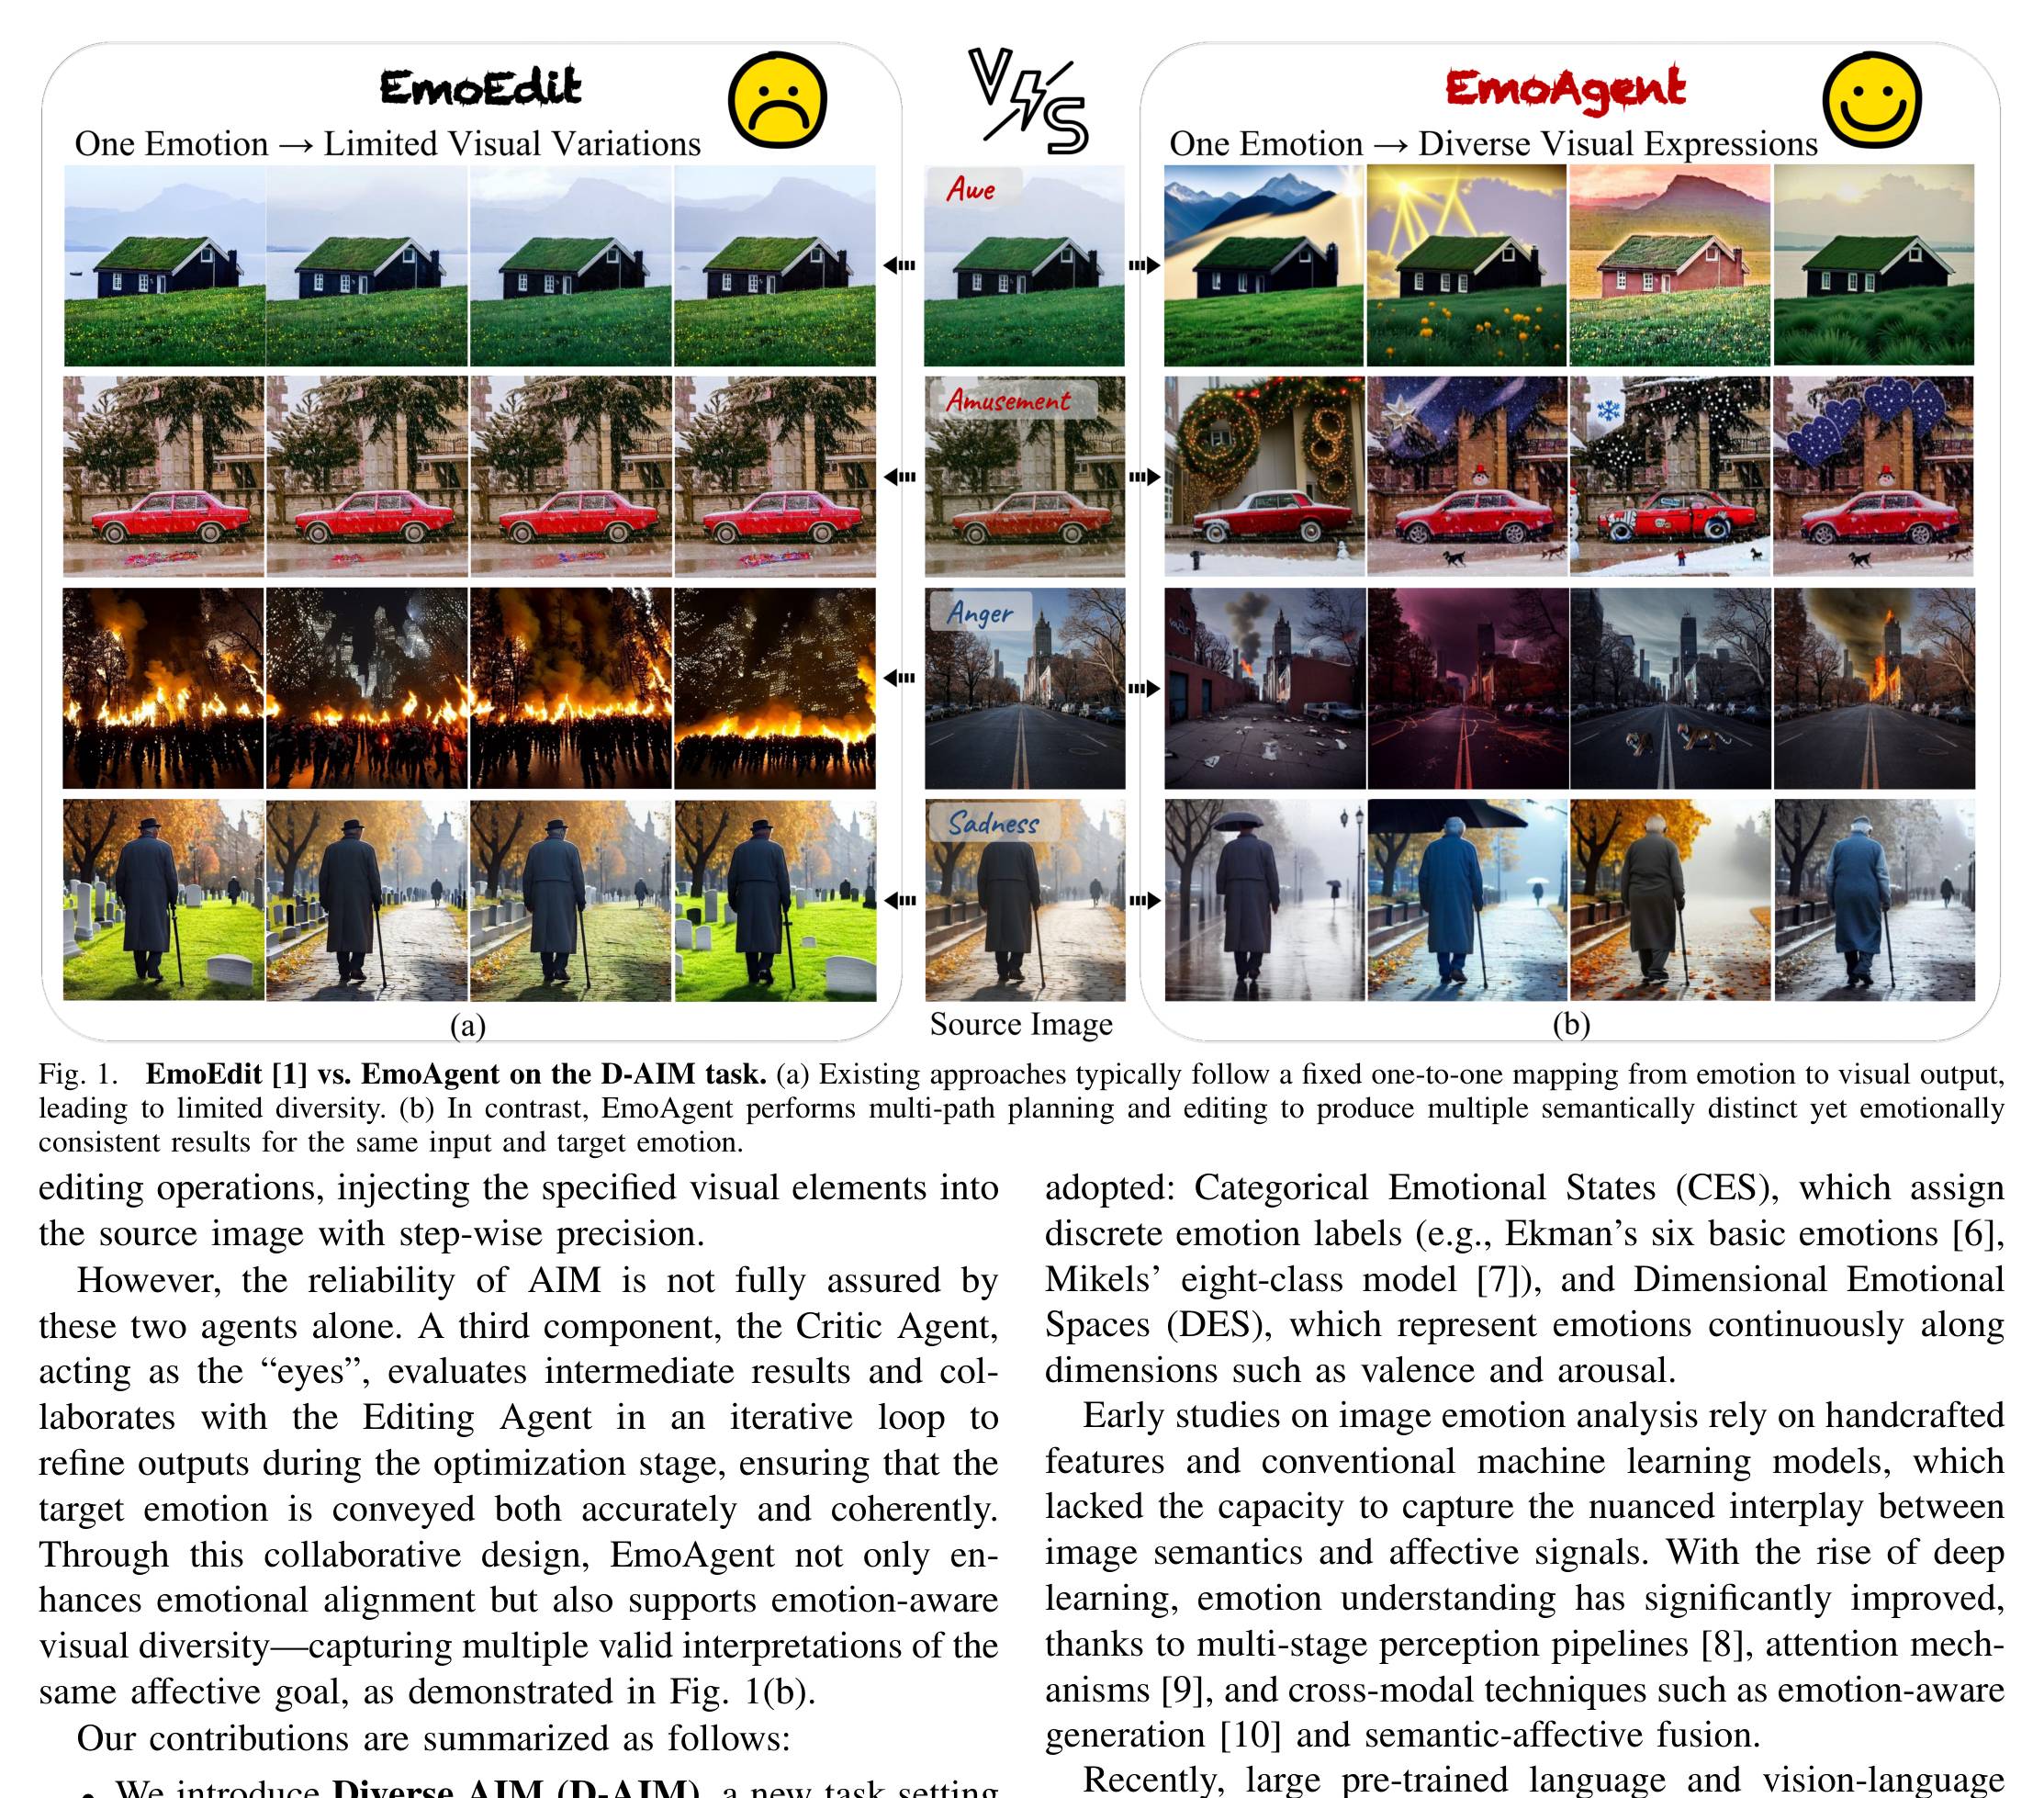 EmoEdit
VS
EmoAgent
One Emotion → Limited Visual Variations
One Emotion → Diverse Visual Expressions
Awe
Amusement
Anger
Sadness
(a)
Source Image
(b)
Fig. 1. EmoEdit [1] vs. EmoAgent on the D-AIM task. (a) Existing approaches typically follow a fixed one-to-one mapping from emotion to visual output,
leading to limited diversity. (b) In contrast, EmoAgent performs multi-path planning and editing to produce multiple semantically distinct yet emotionally
consistent results for the same input and target emotion.
editing operations, injecting the specified visual elements into
the source image with step-wise precision.
However, the reliability of AIM is not fully assured by
these two agents alone. A third component, the Critic Agent,
acting as the “eyes”, evaluates intermediate results and col-
laborates with the Editing Agent in an iterative loop to
refine outputs during the optimization stage, ensuring that the
target emotion is conveyed both accurately and coherently.
Through this collaborative design, EmoAgent not only en-
hances emotional alignment but also supports emotion-aware
visual diversity—capturing multiple valid interpretations of the
same affective goal, as demonstrated in Fig. 1(b).
Our contributions are summarized as follows:
• We introduce Diverse AIM (D-AIM), a new task setting
adopted: Categorical Emotional States (CES), which assign
discrete emotion labels (e.g., Ekman’s six basic emotions [6],
Mikels’ eight-class model [7]), and Dimensional Emotional
Spaces (DES), which represent emotions continuously along
dimensions such as valence and arousal.
Early studies on image emotion analysis rely on handcrafted
features and conventional machine learning models, which
lacked the capacity to capture the nuanced interplay between
image semantics and affective signals. With the rise of deep
learning, emotion understanding has significantly improved,
thanks to multi-stage perception pipelines [8], attention mech-
anisms [9], and cross-modal techniques such as emotion-aware
generation [10] and semantic-affective fusion.
Recently, large pre-trained language and vision-language